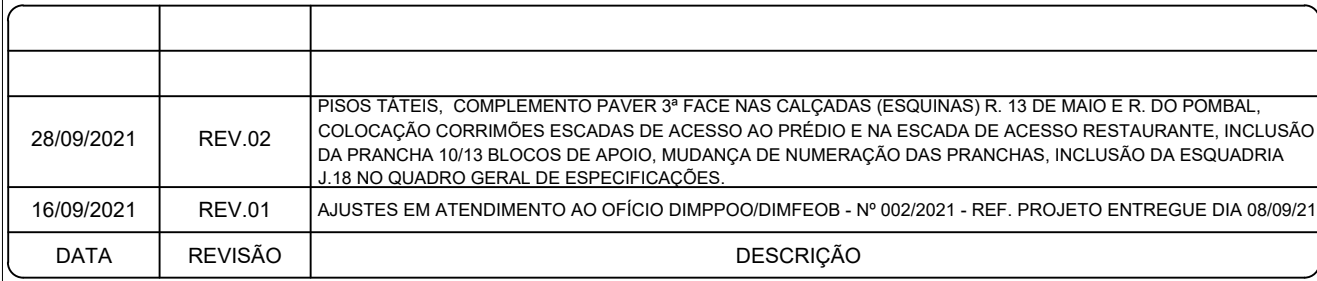 28/09/2021 REV.02 PISOS TÁTEIS, COMPLEMENTO PAVER 3ª FACE NAS CALÇADAS (ESQUINAS) R. 13 DE MAIO E R. DO POMBAL,
COLOCAÇÃO CORRIMÕES ESCADAS DE ACESSO AO PRÉDIO E NA ESCADA DE ACESSO RESTAURANTE, INCLUSÃO
DA PRANCHA 10/13 BLOCOS DE APOIO, MUDANÇA DE NUMERAÇÃO DAS PRANCHAS, INCLUSÃO DA ESQUADRIA
J.18 NO QUADRO GERAL DE ESPECIFICAÇÕES.
16/09/2021 REV.01 AJUSTES EM ATENDIMENTO AO OFÍCIO DIMPPOO/DIMFEOB - Nº 002/2021 - REF. PROJETO ENTREGUE DIA 08/09/21
DATA REVISÃO DESCRIÇÃO